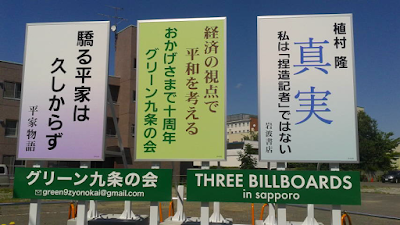 驕る平家は
久しからず
平家物語
経済の視点で
平和を考える
おかげさまで十周年
グリーン九条の会
植村 隆
真実
私は「捏造記者」ではない
岩波書店
グリーン九条の会
green9zyonokai@gmail.com
THREE BILLBOARDS
in sapporo